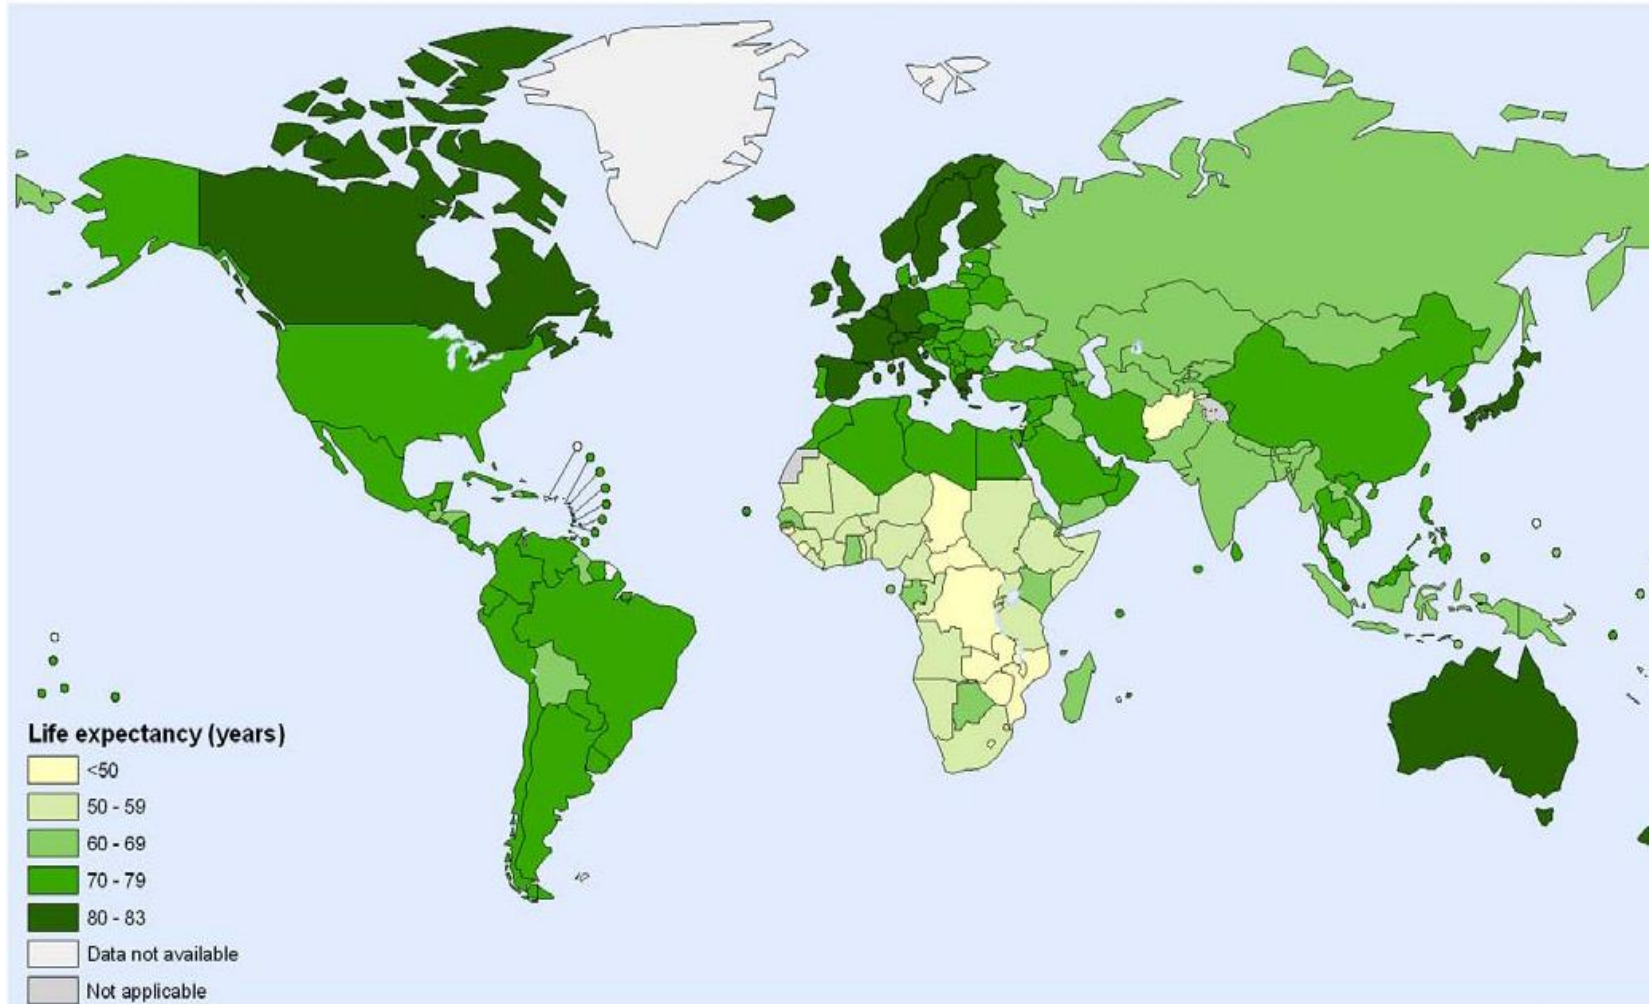 Life expectancy (years)
<50
50 - 59
60 - 69
70 - 79
80 - 83
Data not available
Not applicable